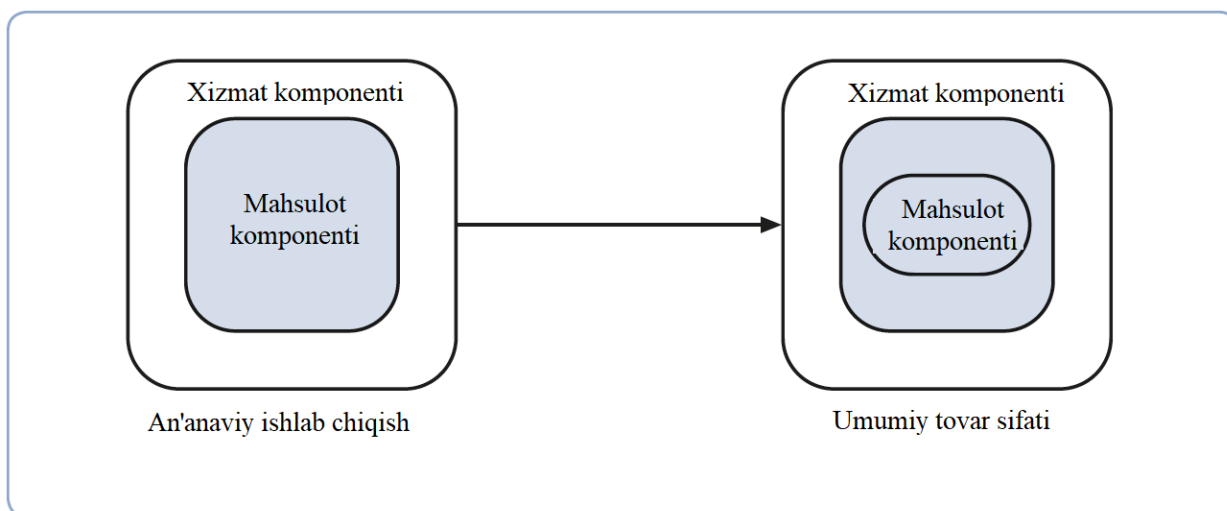 Xizmat komponenti
Mahsulot
komponenti
An'anaviy ishlab chiqish
Xizmat komponenti
Mahsulot
komponenti
Umumiy tovar sifati